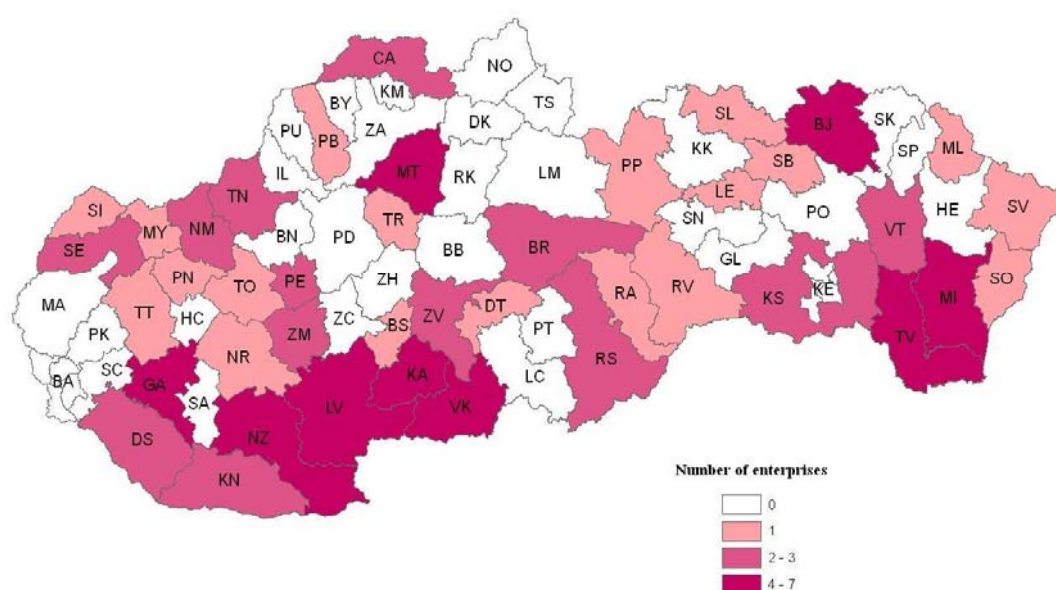 CA
NO
KM
BY
TS
PU
PB
ZA
DK
SL
BJ
SK
SP
ML
KK
SB
IL
MT
RK
LM
PP
LE
TN
SI
TR
SN
PO
HE
SV
MY
NM
BN
PD
BB
BR
VT
SE
GL
PN
TO
PE
ZH
RA
RV
KS
KE
MI
SO
MA
TT
HC
ZC
BS
ZV
DT
TV
PK
ZM
PT
NR
RS
SC
BA
GA
SA
LV
KA
VK
LC
DS
NZ
KN
Number of enterprises
0
1
2 - 3
4 - 7